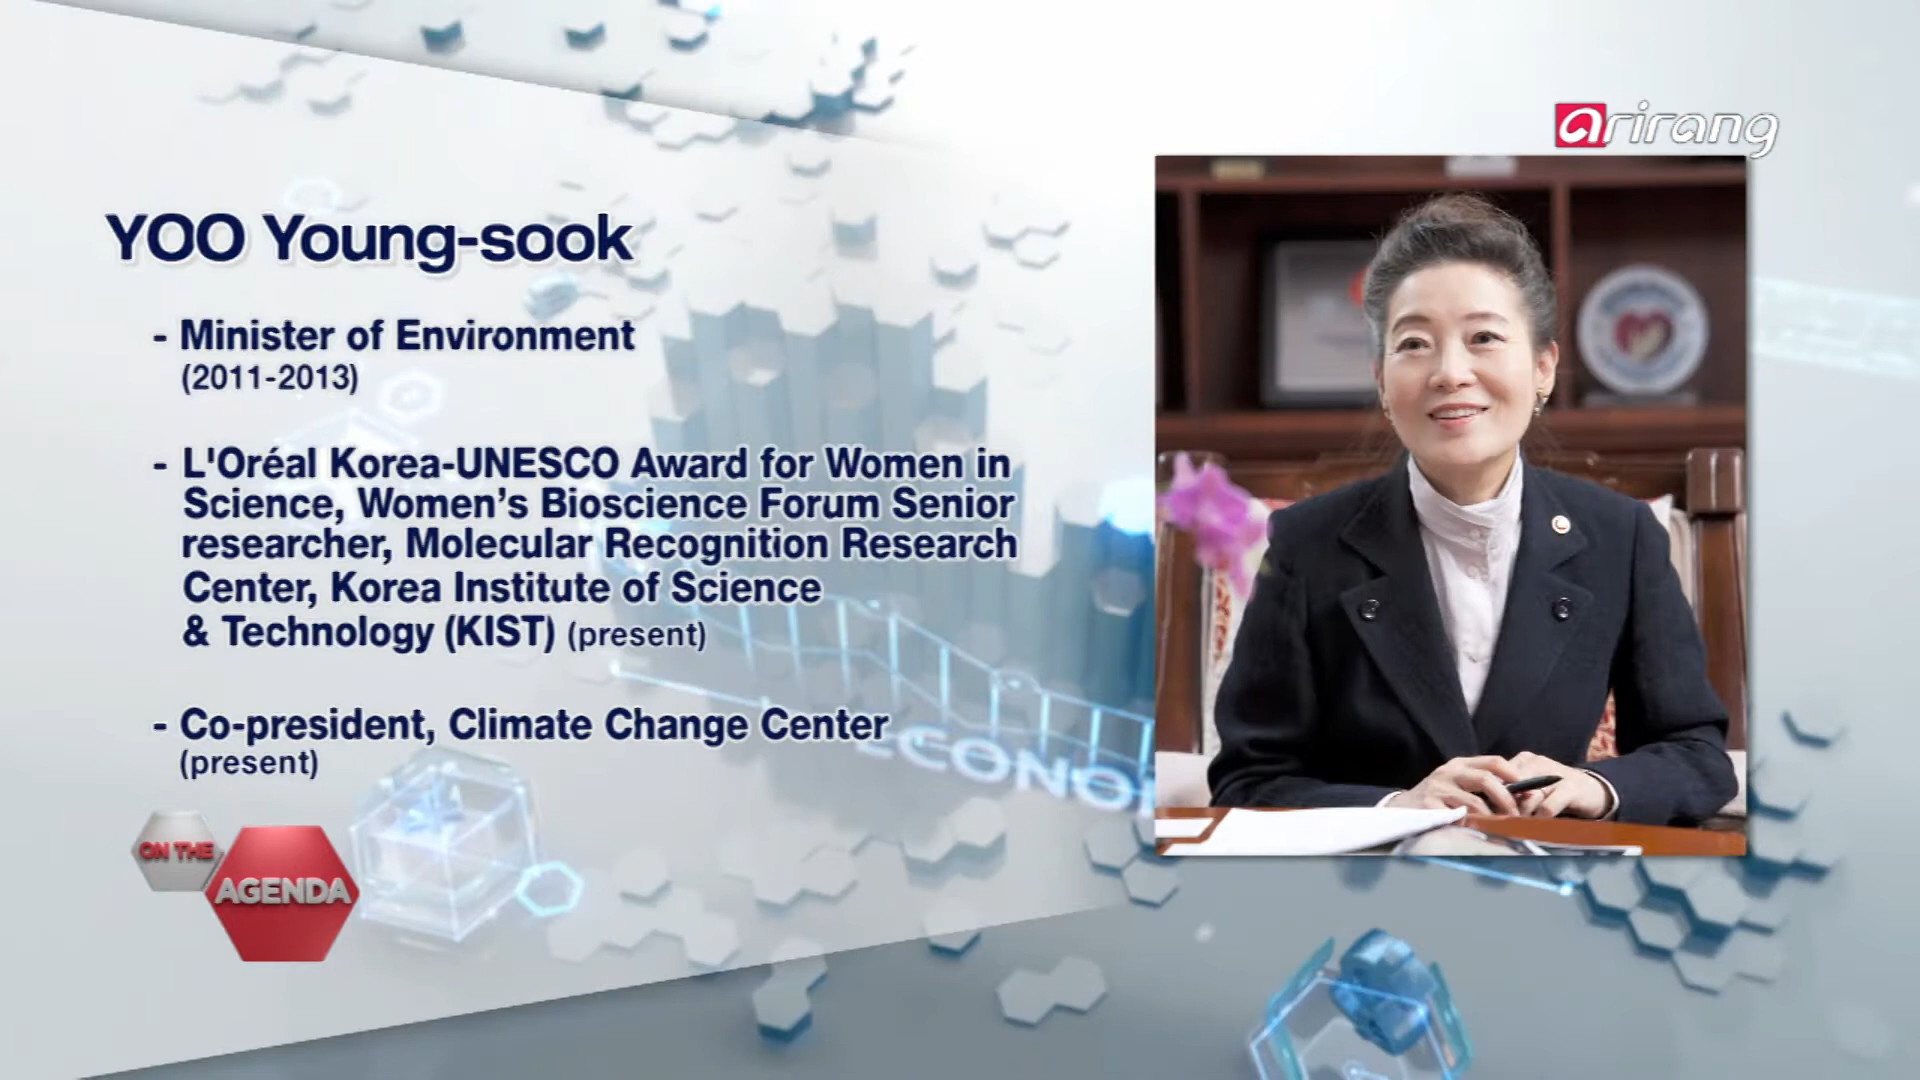 arirang
YOO Young-sook
- Minister of Environment
(2011-2013)
- L'Oréal Korea-UNESCO Award for Women in
Science, Women’s Bioscience Forum Senior
researcher, Molecular Recognition Research
Center, Korea Institute of Science
& Technology (KIST) (present)
- Co-president, Climate Change Center
(present)
ECONO
ON THE
AGENDA